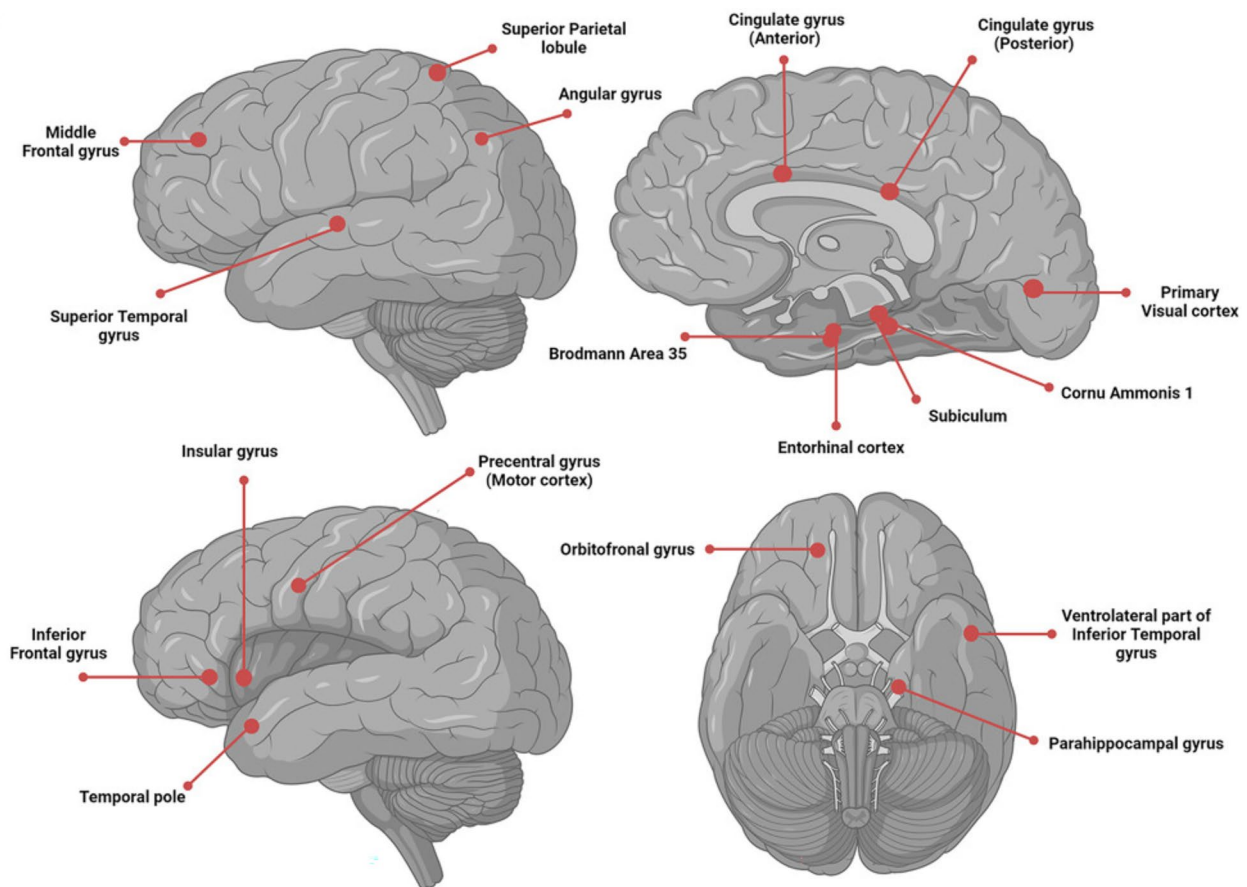 Superior Parietal
lobule
Angular gyrus
Middle
Frontal gyrus
Superior Temporal
gyrus
Cingulate gyrus
(Anterior)
Cingulate gyrus
(Posterior)
Primary
Visual cortex
Brodmann Area 35
Cornu Ammonis 1
Subiculum
Entorhinal cortex
Insular gyrus
Precentral gyrus
(Motor cortex)
Inferior
Frontal gyrus
Temporal pole
Orbitofronal gyrus
Ventrolateral part of
Inferior Temporal
gyrus
Parahippocampal gyrus